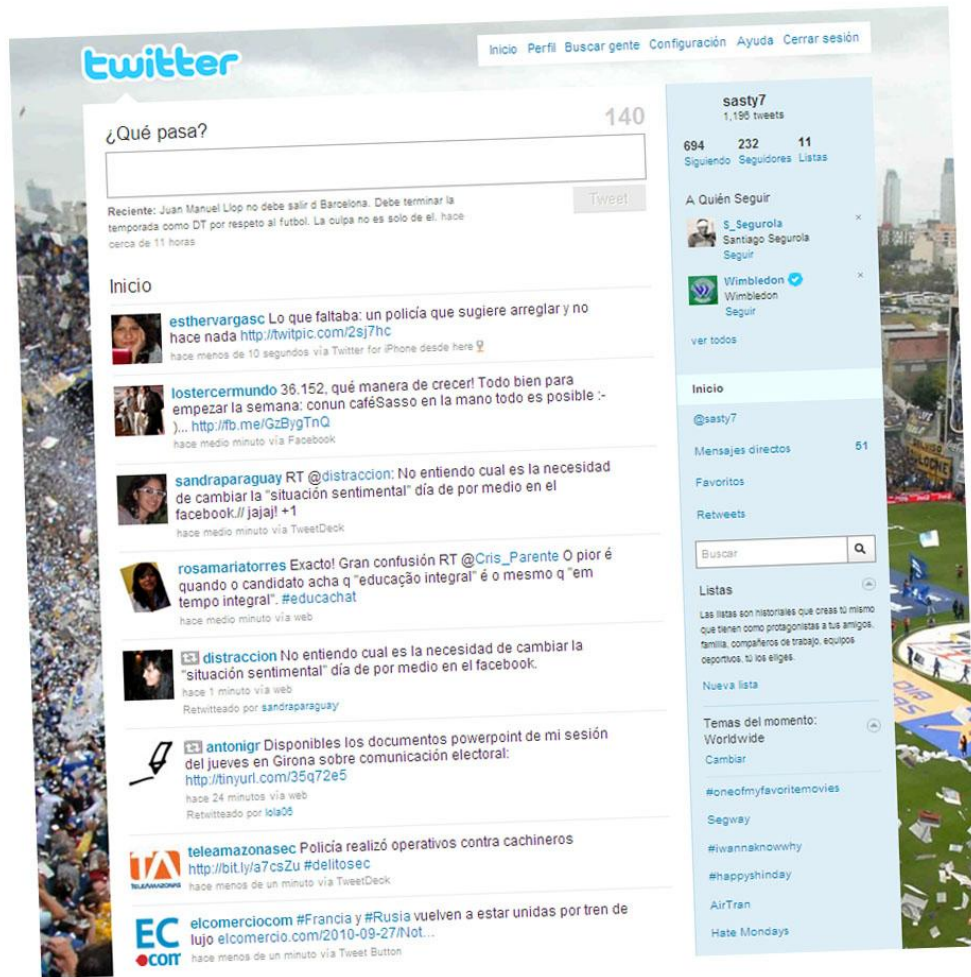 twitter
Inicio Perfil Buscar gente Configuración Ayuda Cerrar sesión
¿Qué pasa?
140
Reciente: Juan Manuel Llop no debe salir d Barcelona. Debe terminar la
temporada como DT por respeto al futbol. La culpa no es solo de el. hace
cerca de 11 horas
Tweet
Inicio
esthervargasc Lo que faltaba: un policía que sugiere arreglar y no
hace nada http://twitpic.com/2sj7hc
hace menos de 10 segundos vía Twitter for iPhone desde here
lostercermundo 36.152, qué manera de crecer! Todo bien para
empezar la semana: conun caféSasso en la mano todo es posible :-
)... http://fb.me/GzBygTnQ
hace medio minuto vía Facebook
sandraparaguay RT @distraccion: No entiendo cual es la necesidad
de cambiar la "situación sentimental" día de por medio en el
facebook.// jajaj! +1
hace medio minuto vía TweetDeck
rosamariatorres Exacto! Gran confusión RT @Cris_Parente O pior é
quando o candidato acha q "educação integral" é o mesmo q "em
tempo integral". #educachat
hace medio minuto vía web
distraccion No entiendo cual es la necesidad de cambiar la
"situación sentimental" día de por medio en el facebook.
hace 1 minuto vía web
Retwitteado por sandraparaguay
antonigr Disponibles los documentos powerpoint de mi sesión
del jueves en Girona sobre comunicación electoral:
http://tinyurl.com/35q72e5
hace 24 minutos vía web
Retwitteado por lola06
TELEAMAZONAS
teleamazonasec Policía realizó operativos contra cachineros
http://bit.ly/a7csZu #delitosec
hace menos de un minuto vía TweetDeck
EC
com
elcomerciocom #Francia y #Rusia vuelven a estar unidas por tren de
lujo elcomercio.com/2010-09-27/Not...
hace menos de un minuto vía Tweet Button
sasty7
1,196 tweets
694 232 11
Siguiendo Seguidores Listas
A Quién Seguir
S_Segurola
Santiago Segurola
Seguir
Wimbledon
Wimbledon
Seguir
ver todos
Inicio
@sasty7
Mensajes directos 51
Favoritos
Retweets
Buscar
Listas
Las listas son historiales que creas tú mismo
que tienen como protagonistas a tus amigos,
familia, compañeros de trabajo, equipos
deportivos, tú los eliges.
Nueva lista
Temas del momento:
Worldwide
Cambiar
#oneofmyfavoritemovies
Segway
#iwannaknowwhy
#happyshinday
AirTran
Hate Mondays